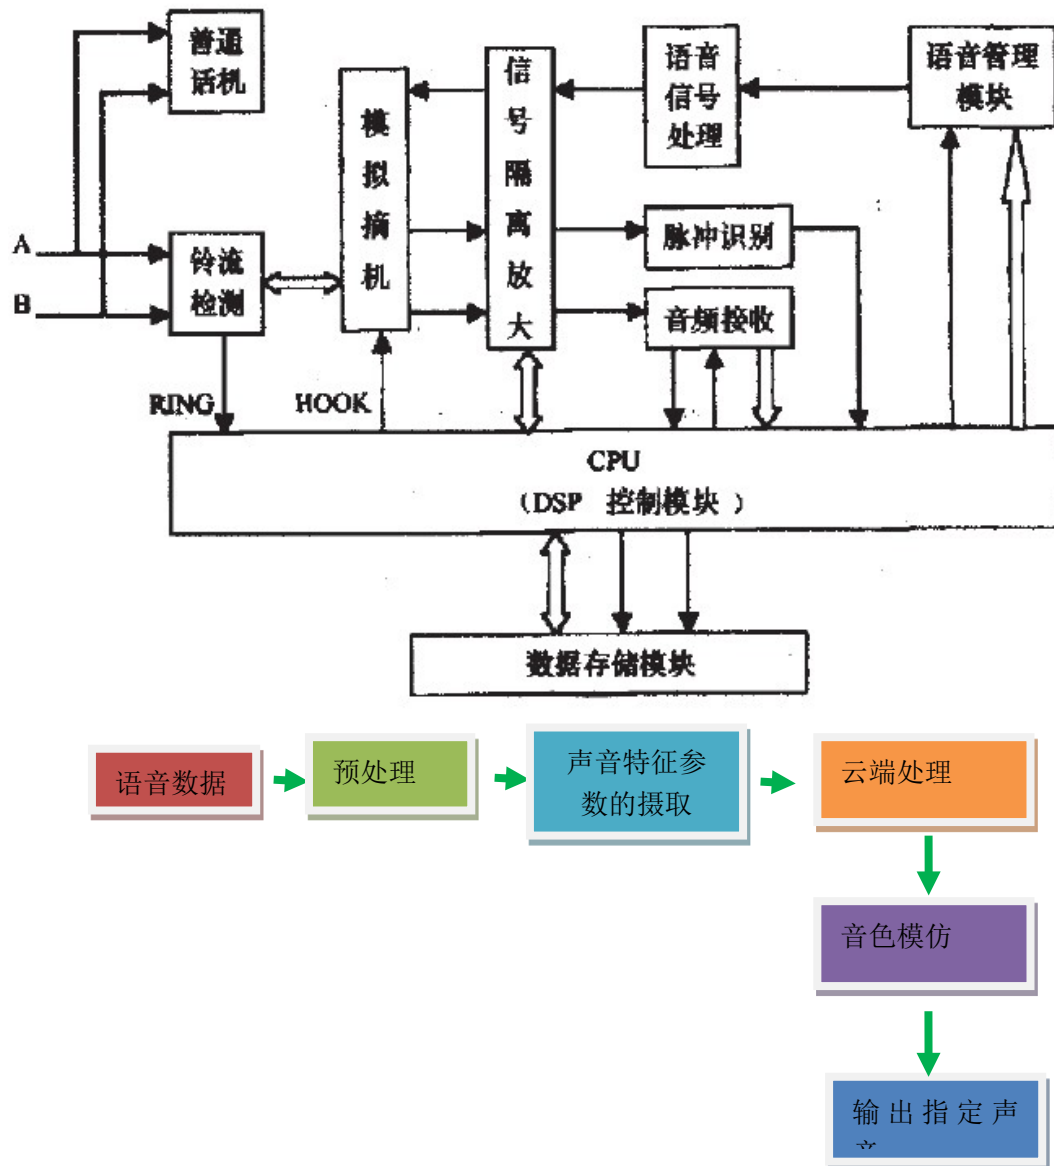 普通
话机
信
号
隔
离
放
大
语音
信号
处理
语音管理
模块
模
拟
摘
机
A
B
铃流
检测
脉冲识别
音频接收
RING
HOOK
CPU
（DSP 控制模块 ）
数据存储模块
语音数据
预处理
声音特征参
数的摄取
云端处理
音色模仿
输出指定声